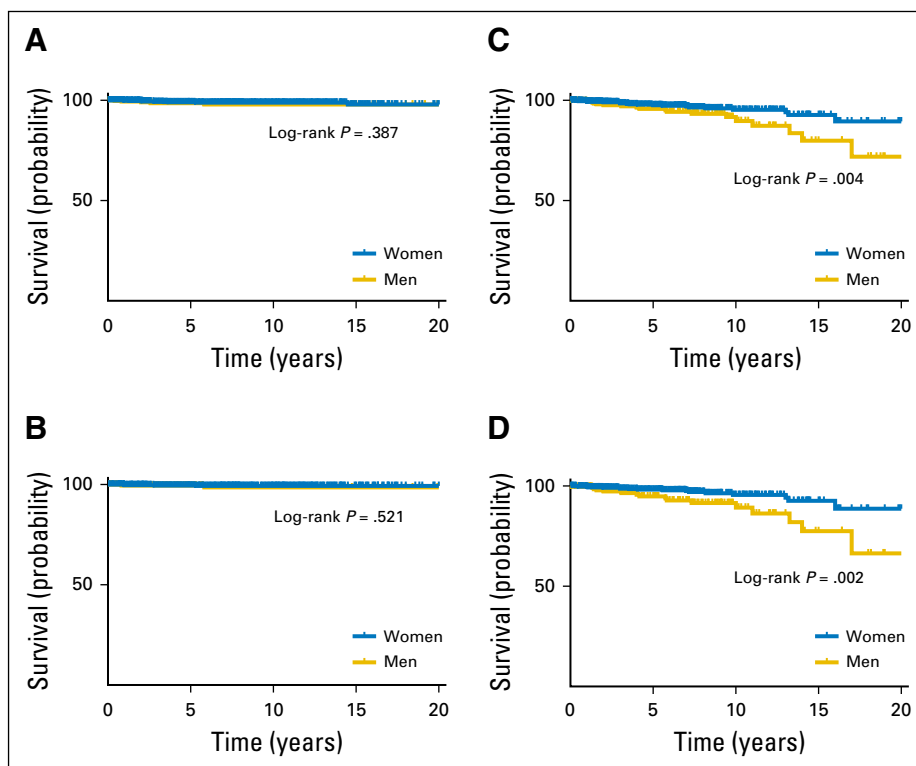 A
Survival (probability)
100
50
Log-rank P = .387
Women
Men
0 5 10 15 20
Time (years)
B
Survival (probability)
100
50
Log-rank P = .521
Women
Men
0 5 10 15 20
Time (years)
C
Survival (probability)
100
50
Log-rank P = .004
Women
Men
0 5 10 15 20
Time (years)
D
Survival (probability)
100
50
Log-rank P = .002
Women
Men
0 5 10 15 20
Time (years)